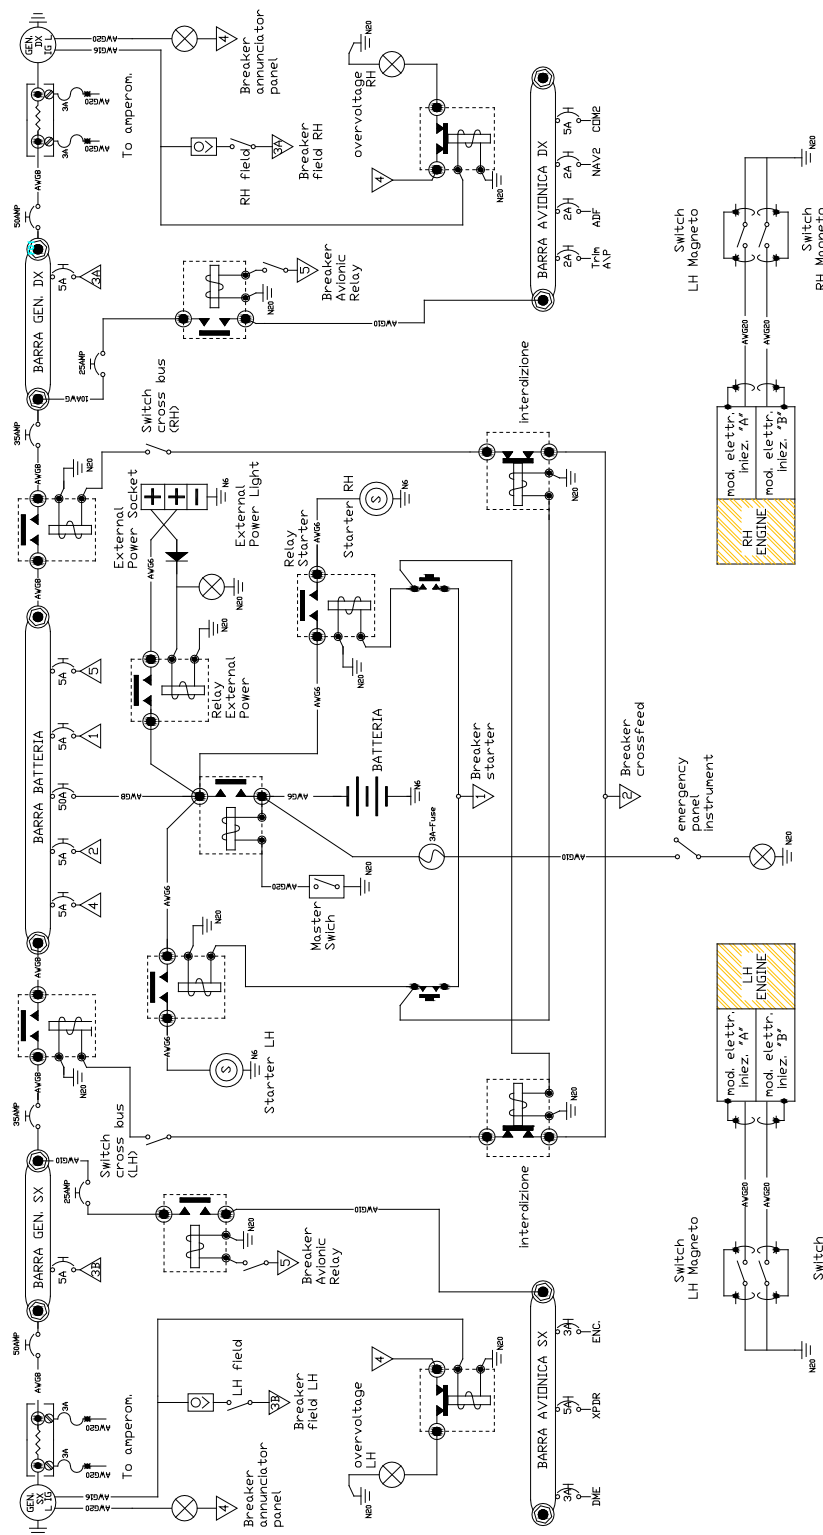 GEN.
DX
IG L
AWG20
AWG16
4
Breaker
annunciator
panel
3A
AWG20
3A
AWG20
To amperom.
AWG8
50AMP
OV
RH field
3A
Breaker
field RH
overvoltage
RH
N20
4
N20
BARRA GEN. DX
5A
3A
25AMP
10AWG
N20
5
Breaker
Avionic
Relay
AWG10
BARRA AVIONICA DX
5A
COM2
2A
NAV2
2A
ADF
2A
Trim
A\P
35AMP
AWG8
N20
Switch
cross bus
(RH)
interdizione
N20
AWG8
External
Power Socket
N6
External
Power Light
AWG6
N20
N20
Relay
External
Power
Relay
Starter
Starter RH
S
N6
AWG6
N20
AWG6
BARRA BATTERIA
5A
5
5A
1
50A
5A
2
5A
4
AWG8
AWG6
BATTERIA
N6
AWG6
AWG20
Master
Swich
N20
3A-Fuse
1
Breaker
starter
2
Breaker
crossfeed
AWG10
emergency
panel
instrument
N20
AWG8
N20
AWG6
N20
S
N6
Starter LH
AWG8
N20
35AMP
Switch
cross bus
(LH)
N20
interdizione
BARRA GEN. SX
5A
3B
AWG10
25AMP
N20
5
Breaker
Avionic
Relay
AWG10
BARRA AVIONICA SX
3A
ENC.
5A
XPDR
3A
DME
50AMP
AWG8
3A
AWG20
3A
AWG20
To amperom.
OV
LH field
3B
Breaker
field LH
overvoltage
LH
N20
4
N20
GEN.
SX
L IG
AWG16
AWG20
4
Breaker
annunciator
panel
Switch
LH Magneto
N20
Switch
RH Magneto
AWG20
AWG20
mod. elettr.
iniez. "A"
mod. elettr.
iniez. "B"
RH
ENGINE
LH
ENGINE
mod. elettr.
iniez. "A"
mod. elettr.
iniez. "B"
AWG20
AWG20
Switch
LH Magneto
Switch
N20